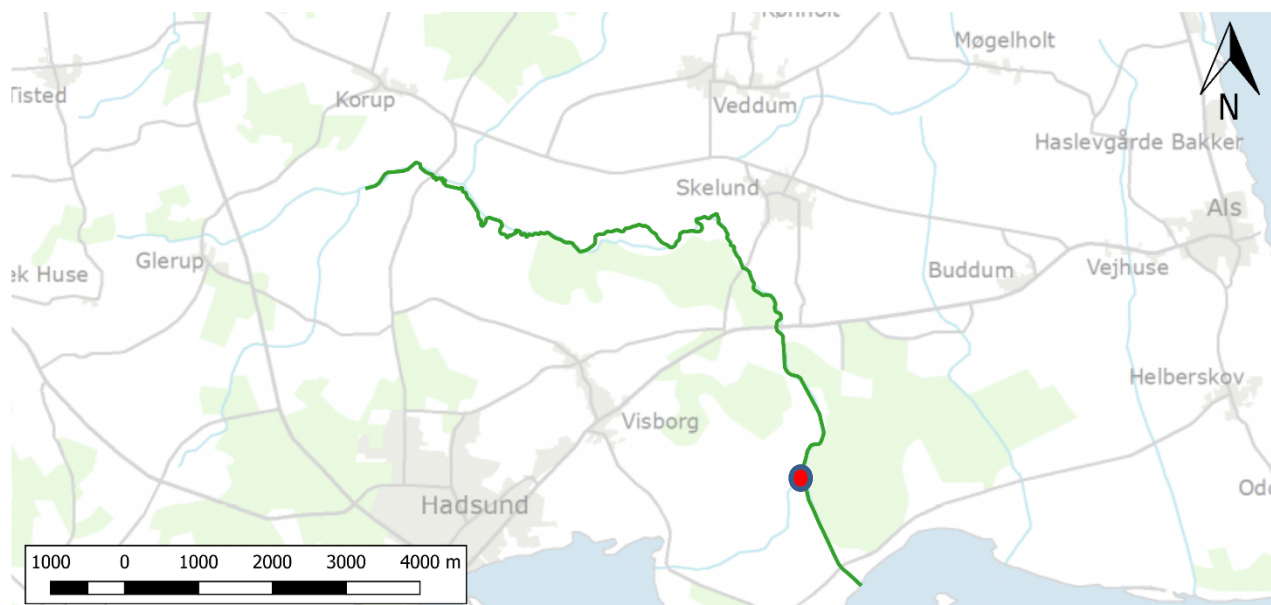 Rønholt
Møgelholt
Tisted
Korup
Veddum
N
Haslevgårde Bakker
Skelund
Als
Glerup
ek Huse
Buddum
Vejhuse
Helberskov
Visborg
Hadsund
Od
1000 0 1000 2000 3000 4000 m